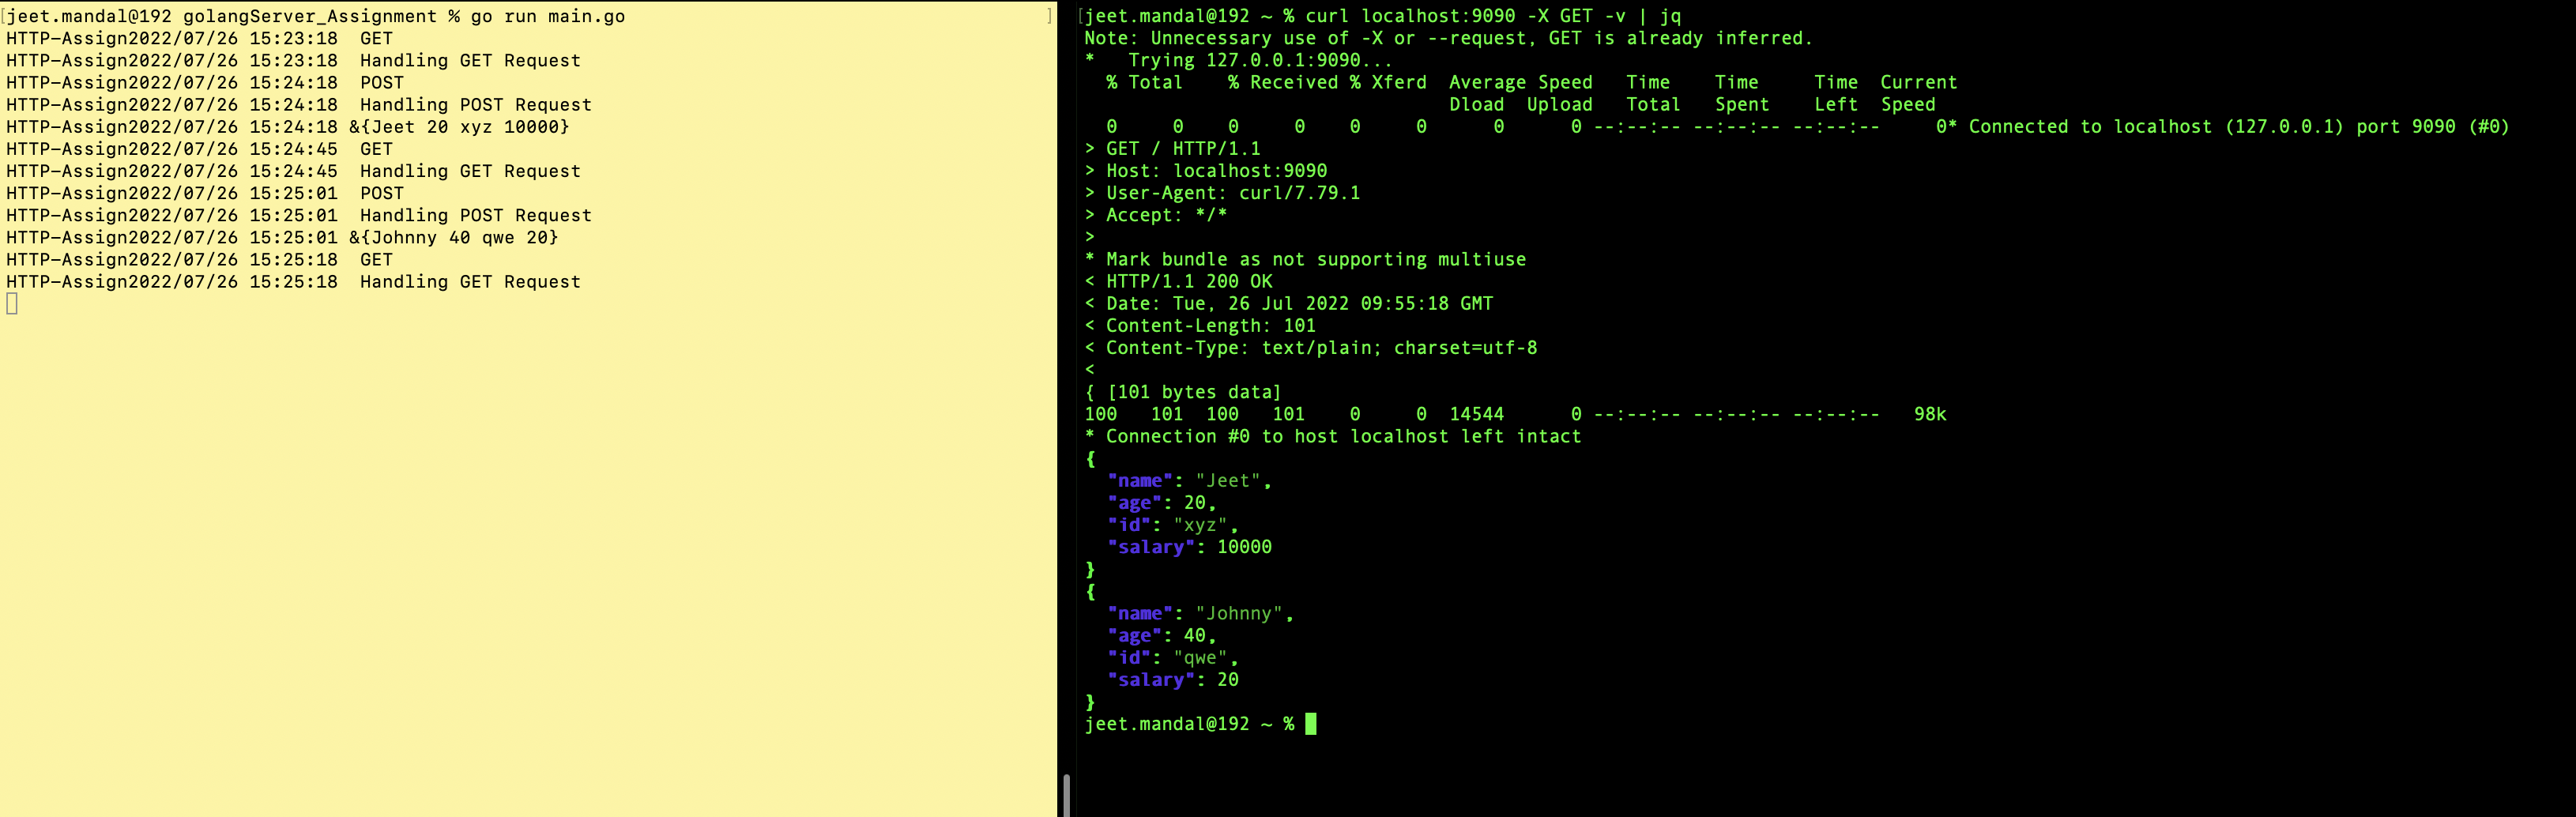 [jeet.mandal@192 golangServer_Assignment % go run main.go ]
HTTP-Assign2022/07/26 15:23:18  GET
HTTP-Assign2022/07/26 15:23:18  Handling GET Request
HTTP-Assign2022/07/26 15:24:18  POST
HTTP-Assign2022/07/26 15:24:18  Handling POST Request
HTTP-Assign2022/07/26 15:24:18 &{Jeet 20 xyz 10000}
HTTP-Assign2022/07/26 15:24:45  GET
HTTP-Assign2022/07/26 15:24:45  Handling GET Request
HTTP-Assign2022/07/26 15:25:01  POST
HTTP-Assign2022/07/26 15:25:01  Handling POST Request
HTTP-Assign2022/07/26 15:25:01 &{Johnny 40 qwe 20}
HTTP-Assign2022/07/26 15:25:18  GET
HTTP-Assign2022/07/26 15:25:18  Handling GET Request
[jeet.mandal@192 ~ % curl localhost:9090 -X GET -v | jq
Note: Unnecessary use of -X or --request, GET is already inferred.
*   Trying 127.0.0.1:9090...
  % Total    % Received % Xferd  Average Speed   Time    Time     Time  Current
                                 Dload  Upload   Total   Spent    Left  Speed
  0     0    0     0    0     0      0      0 --:--:-- --:--:-- --:--:--     0* Connected to localhost (127.0.0.1) port 9090 (#0)
> GET / HTTP/1.1
> Host: localhost:9090
> User-Agent: curl/7.79.1
> Accept: */*
>
* Mark bundle as not supporting multiuse
< HTTP/1.1 200 OK
< Date: Tue, 26 Jul 2022 09:55:18 GMT
< Content-Length: 101
< Content-Type: text/plain; charset=utf-8
<
{ [101 bytes data]
100   101  100   101    0     0  14544      0 --:--:-- --:--:-- --:--:--   98k
* Connection #0 to host localhost left intact
{
  "name": "Jeet",
  "age": 20,
  "id": "xyz",
  "salary": 10000
}
{
  "name": "Johnny",
  "age": 40,
  "id": "qwe",
  "salary": 20
}
jeet.mandal@192 ~ %